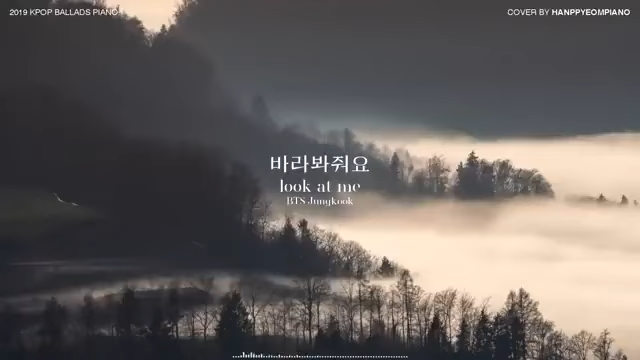 2019 KPOP BALLADS PIANO
COVER BY HANPPYEOMPIANO
바라봐줘요
look at me
BTS Jungkook